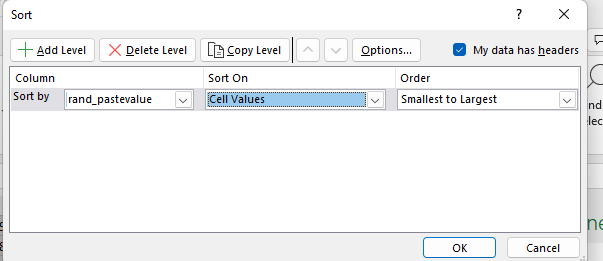 Sort
Add Level Delete Level Copy Level Options... My data has headers
Column Sort On Order
Sort by rand_pastevalue Cell Values Smallest to Largest
OK Cancel